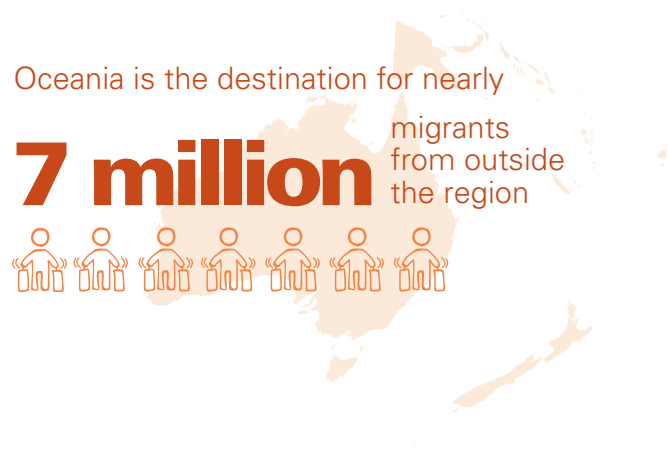 Oceania is the destination for nearly
7 million
migrants
from outside
the region